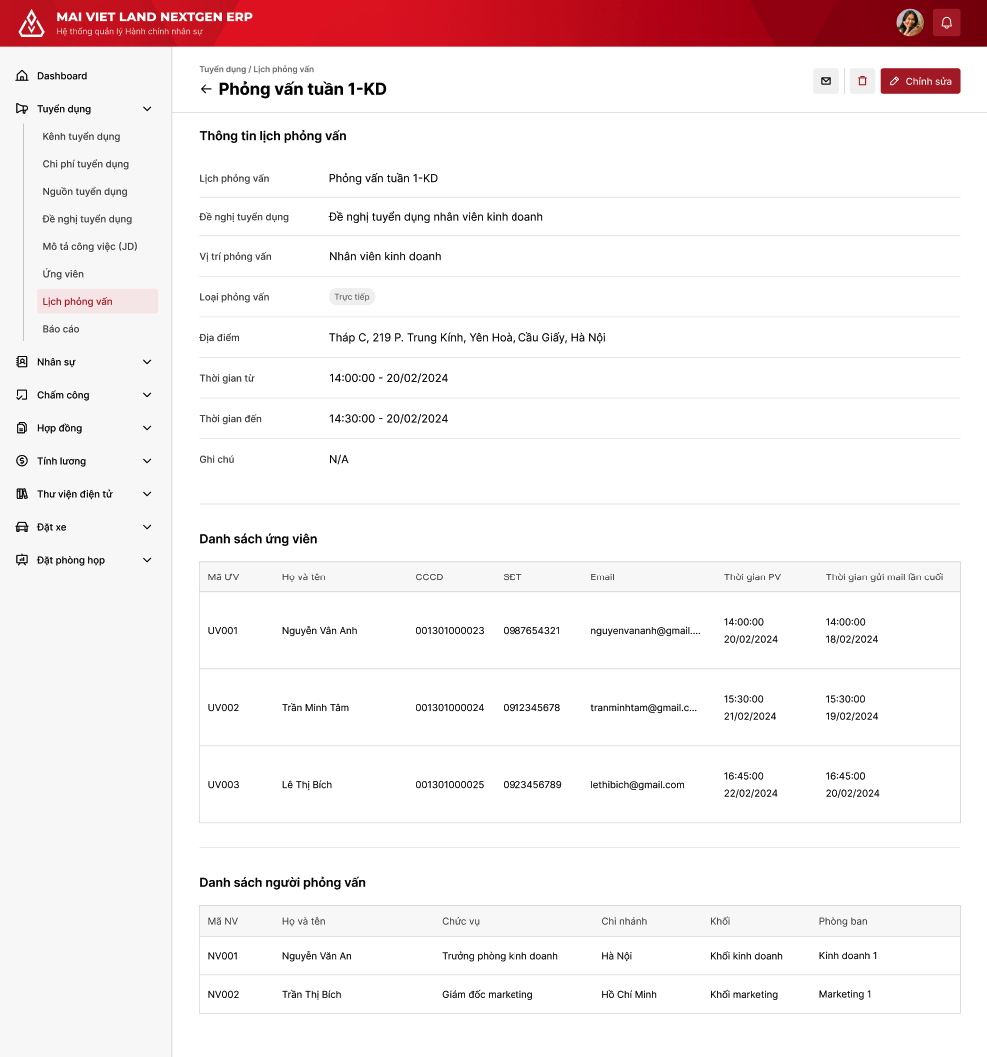 MAI VIET LAND NEXTGEN ERP
Hệ thống quản lý Hành chính nhân sự
Dashboard
Tuyển dụng
Kênh tuyển dụng
Chi phí tuyển dụng
Nguồn tuyển dụng
Đề nghị tuyển dụng
Mô tả công việc (JD)
Ứng viên
Lịch phỏng vấn
Báo cáo
Nhân sự
Chấm công
Hợp đồng
Tính lương
Thư viện điện tử
Đặt xe
Đặt phòng họp
Tuyển dụng / Lịch phỏng vấn
Phỏng vấn tuần 1-KD
Chỉnh sửa
Thông tin lịch phỏng vấn
Lịch phỏng vấn Phỏng vấn tuần 1-KD
Đề nghị tuyển dụng Đề nghị tuyển dụng nhân viên kinh doanh
Vị trí phỏng vấn Nhân viên kinh doanh
Loại phỏng vấn Trực tiếp
Địa điểm Tháp C, 219 P. Trung Kính, Yên Hoà, Cầu Giấy, Hà Nội
Thời gian từ 14:00:00 - 20/02/2024
Thời gian đến 14:30:00 - 20/02/2024
Ghi chú N/A
Danh sách ứng viên
Mã ƯV Họ và tên CCCD SĐT Email Thời gian PV Thời gian gửi mail lần cuối
UV001 Nguyễn Vân Anh 001301000023 0987654321 nguyenvananh@gmail.... 14:00:00 14:00:00
20/02/2024 18/02/2024
UV002 Trần Minh Tâm 001301000024 0912345678 tranminhtam@gmail.c... 15:30:00 15:30:00
21/02/2024 19/02/2024
UV003 Lê Thị Bích 001301000025 0923456789 lethibich@gmail.com 16:45:00 16:45:00
22/02/2024 20/02/2024
Danh sách người phỏng vấn
Mã NV Họ và tên Chức vụ Chi nhánh Khối Phòng ban
NV001 Nguyễn Văn An Trưởng phòng kinh doanh Hà Nội Khối kinh doanh Kinh doanh 1
NV002 Trần Thị Bích Giám đốc marketing Hồ Chí Minh Khối marketing Marketing 1